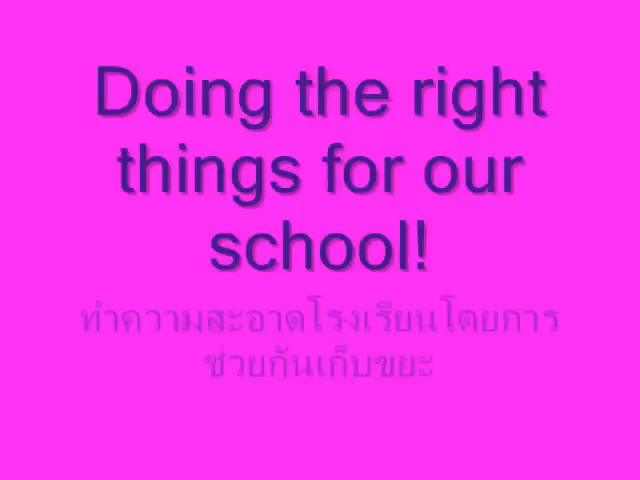 Doing the right
things for our
school!
ทำความสะอาดโรงเรียนโดยการ
ช่วยกันเก็บขยะ